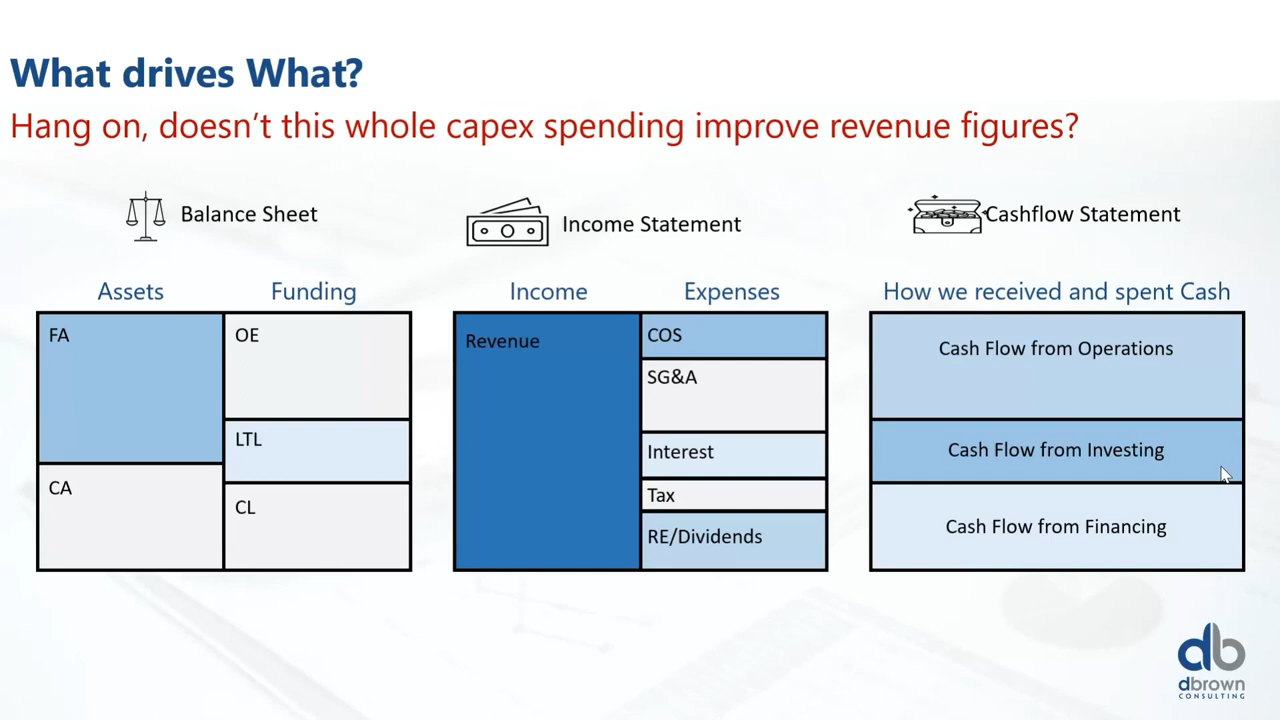 What drives What?
Hang on, doesn’t this whole capex spending improve revenue figures?
Balance Sheet
Income Statement
Cashflow Statement
Assets
Funding
Income
Expenses
How we received and spent Cash
FA
CA
OE
LTL
CL
Revenue
COS
SG&A
Interest
Tax
RE/Dividends
Cash Flow from Operations
Cash Flow from Investing
Cash Flow from Financing
db
dbrown
CONSULTING